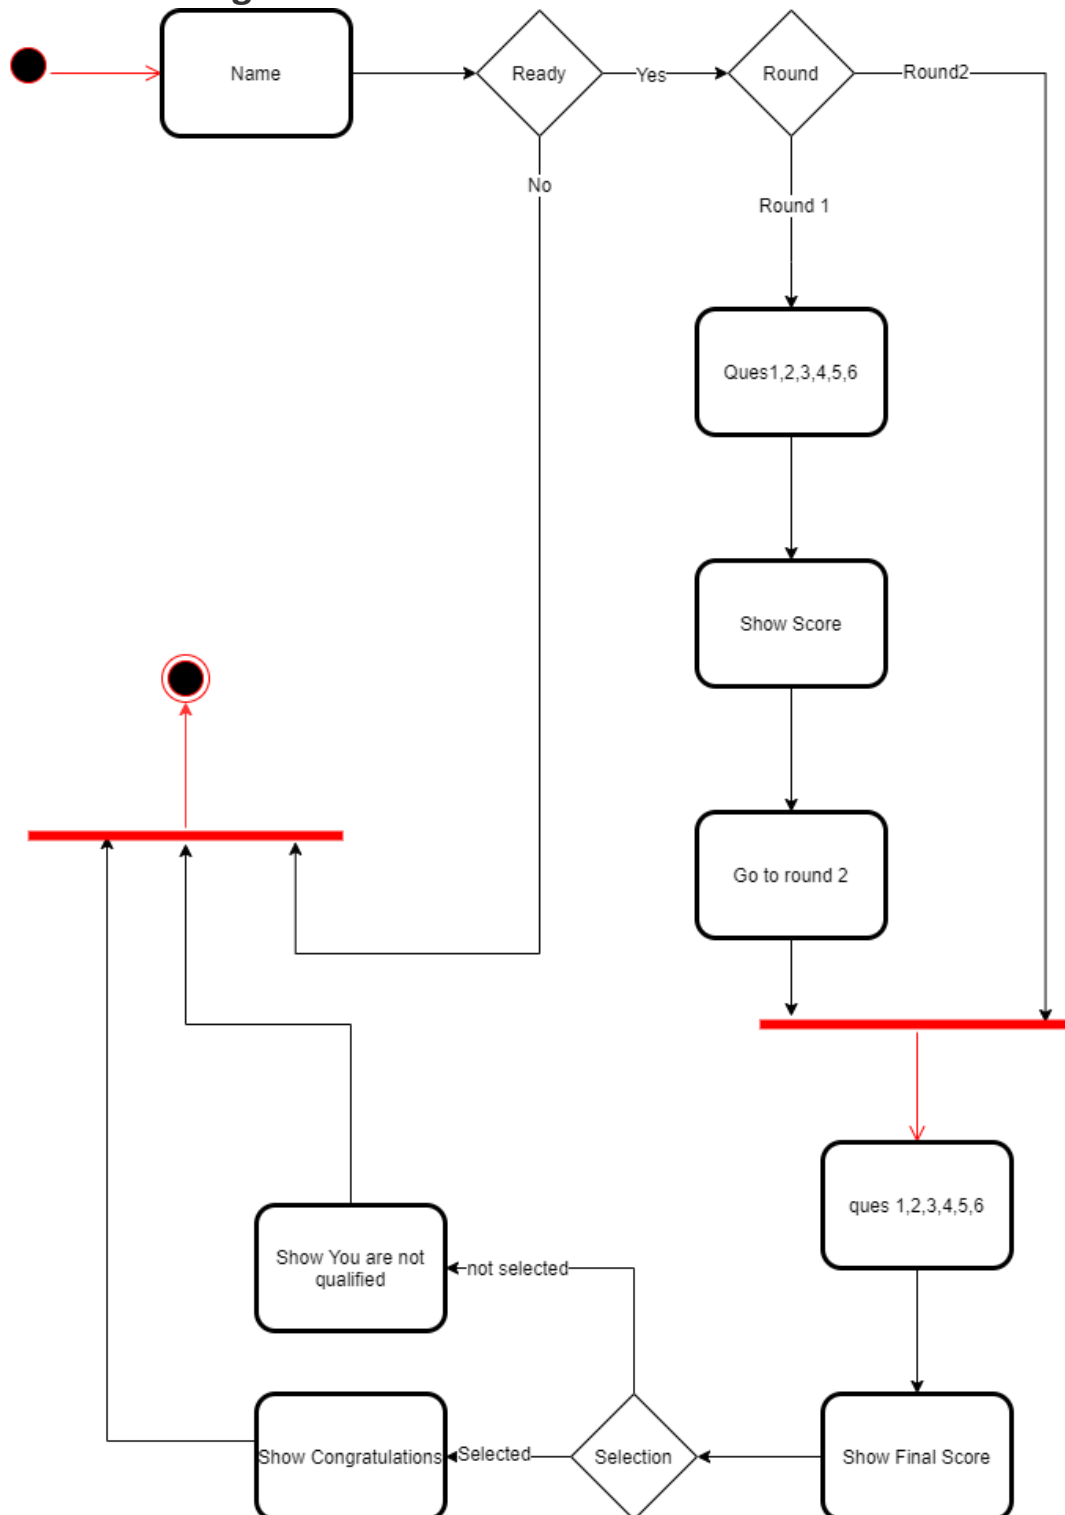 Name
Ready
Yes
Round
Round2
No
Round 1
Ques1,2,3,4,5,6
Show Score
Go to round 2
ques 1,2,3,4,5,6
Show You are not
qualified
not selected
Show Congratulations
Selected
Selection
Show Final Score